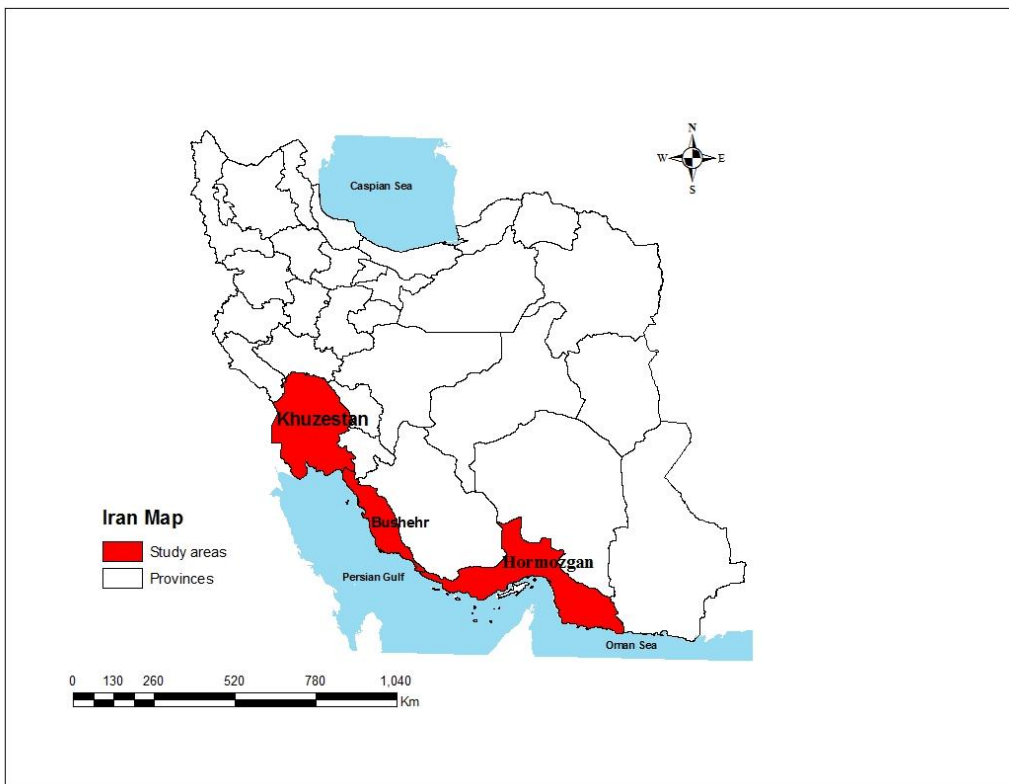 N
W E
S
Caspian Sea
Khuzestan
Bushehr
Hormozgan
Persian Gulf
Oman Sea
Iran Map
Study areas
Provinces
0 130 260 520 780 1,040
Km